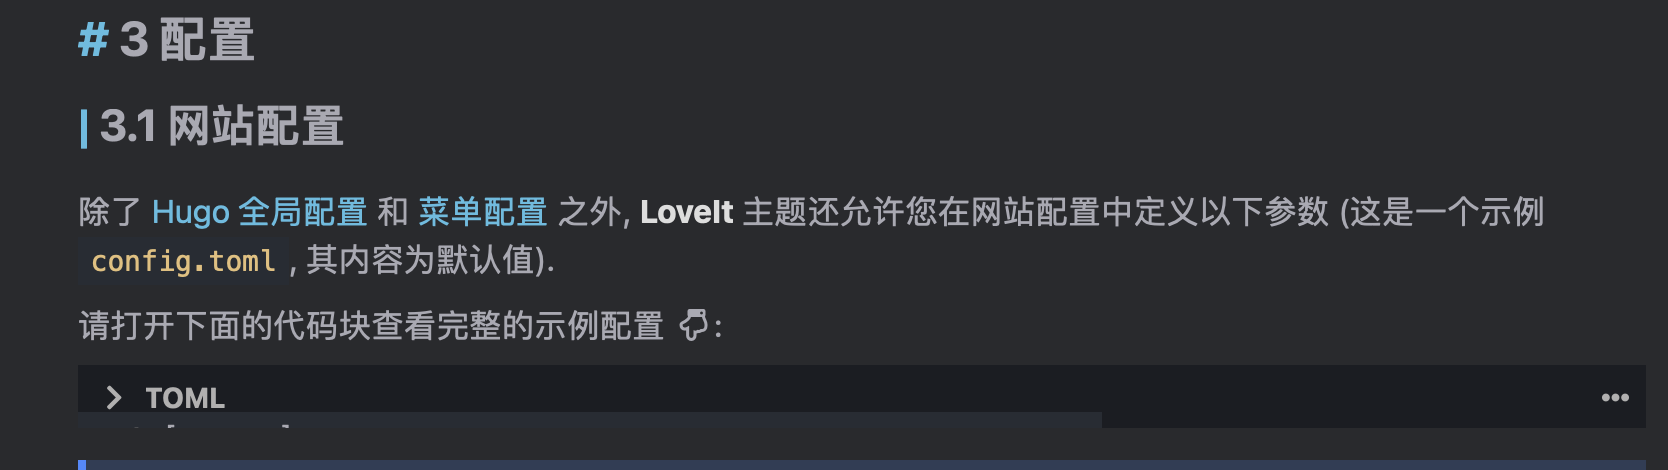 # 3 配置
3.1 网站配置
除了 Hugo 全局配置 和 菜单配置 之外, LoveIt 主题还允许您在网站配置中定义以下参数 (这是一个示例
config.toml, 其内容为默认值).
请打开下面的代码块查看完整的示例配置 :
TOML